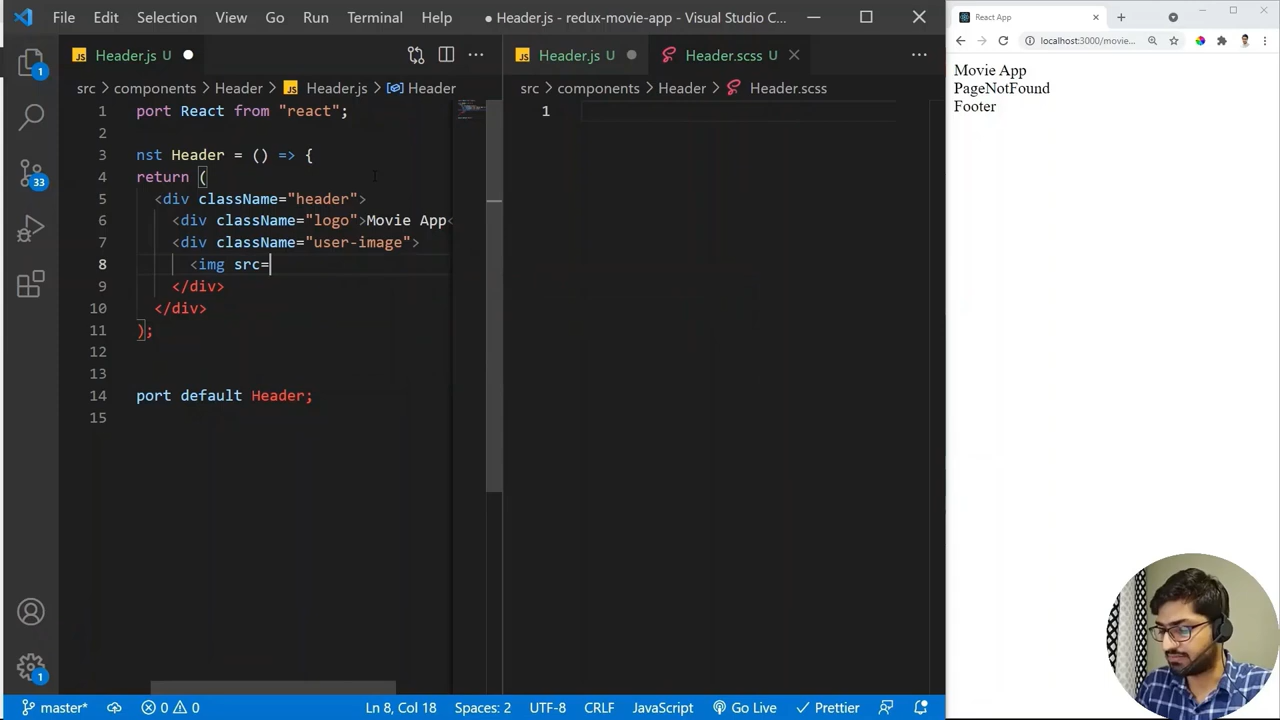 File Edit Selection View Go Run Terminal Help ● Header.js - redux-movie-app - Visual Studio C...
JS Header.js U ●
src > components > Header > JS Header.js > Header
1 port React from "react";
2
3 nst Header = () => {
4 return (
5 <div className="header">
6 <div className="logo">Movie App<
7 <div className="user-image">
8 <img src=
9 </div>
10 </div>
11 );
12
13
14 port default Header;
15
JS Header.js U ● Header.scss U
src > components > Header > Header.scss
1
1
33
1
master* 0 0 Ln 8, Col 18 Spaces: 2 UTF-8 CRLF JavaScript Go Live Prettier
React App
localhost:3000/movie...
Movie App
PageNotFound
Footer